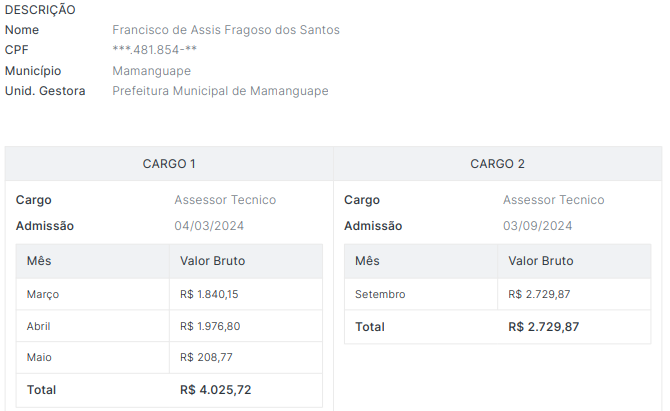 DESCRIÇÃO
Nome Francisco de Assis Fragoso dos Santos
CPF ***.481.854-**
Município Mamanguape
Unid. Gestora Prefeitura Municipal de Mamanguape
CARGO 1
Cargo Assessor Tecnico
Admissão 04/03/2024
Mês Valor Bruto
Março R$ 1.840,15
Abril R$ 1.976,80
Maio R$ 208,77
Total R$ 4.025,72
CARGO 2
Cargo Assessor Tecnico
Admissão 03/09/2024
Mês Valor Bruto
Setembro R$ 2.729,87
Total R$ 2.729,87